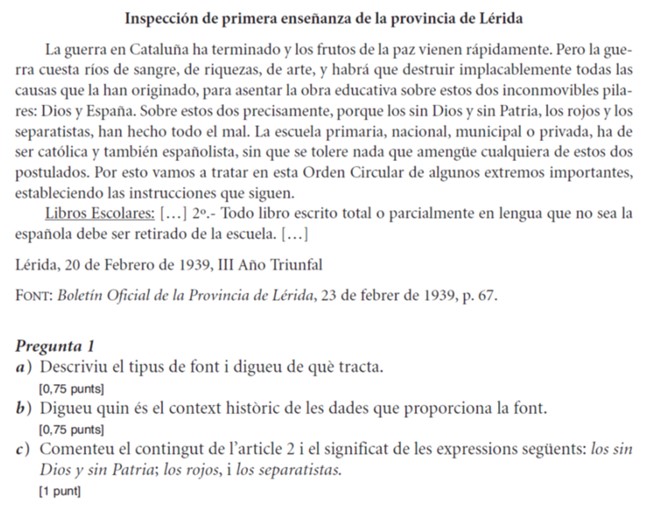 Inspección de primera enseñanza de la provincia de Lérida
La guerra en Cataluña ha terminado y los frutos de la paz vienen rápidamente. Pero la gue-
rra cuesta ríos de sangre, de riquezas, de arte, y habrá que destruir implacablemente todas las
causas que la han originado, para asentar la obra educativa sobre estos dos inconmovibles pila-
res: Dios y España. Sobre estos dos precisamente, porque los sin Dios y sin Patria, los rojos y los
separatistas, han hecho todo el mal. La escuela primaria, nacional, municipal o privada, ha de
ser católica y también españolista, sin que se tolere nada que amengüe cualquiera de estos dos
postulados. Por esto vamos a tratar en esta Orden Circular de algunos extremos importantes,
estableciendo las instrucciones que siguen.
Libros Escolares: […] 2º.- Todo libro escrito total o parcialmente en lengua que no sea la
española debe ser retirado de la escuela. […]
Lérida, 20 de Febrero de 1939, III Año Triunfal
FONT: Boletín Oficial de la Provincia de Lérida, 23 de febrer de 1939, p. 67.
Pregunta 1
a) Descriviu el tipus de font i digueu de què tracta.
[0,75 punts]
b) Digueu quin és el context històric de les dades que proporciona la font.
[0,75 punts]
c) Comenteu el contingut de l'article 2 i el significat de les expressions següents: los sin
Dios y sin Patria; los rojos, i los separatistas.
[1 punt]